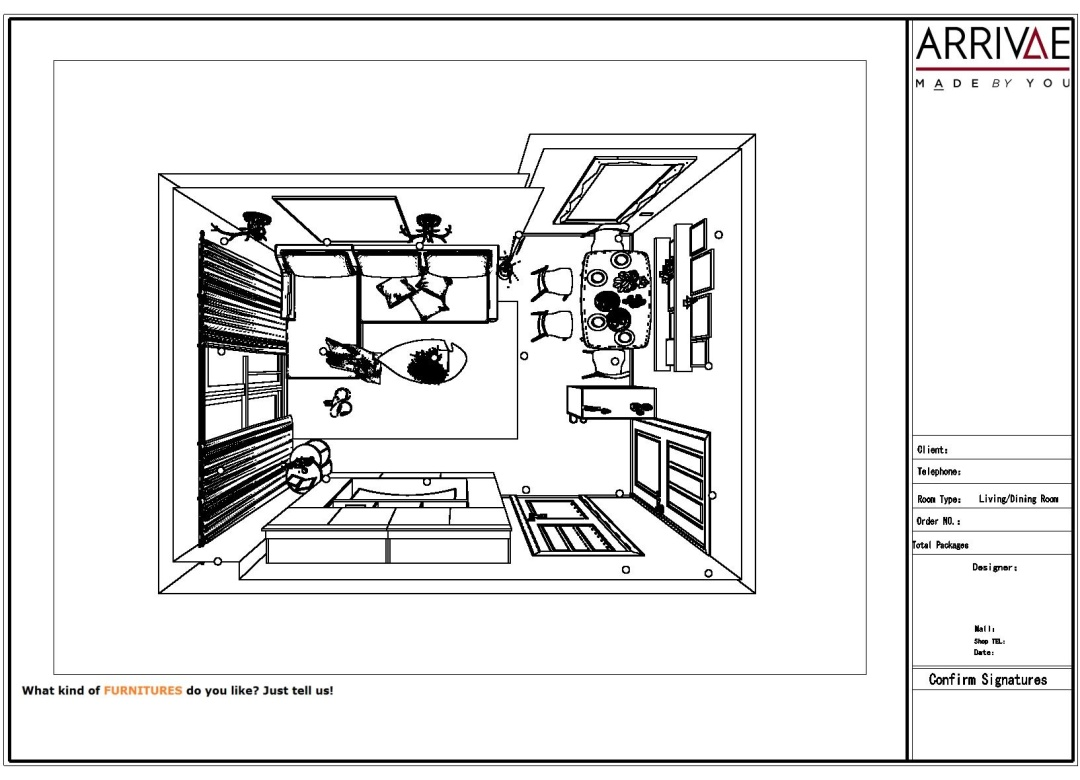 ARRIVAE
MADE BY YOU
Client:
Telephone:
Room Type: Living/Dining Room
Order NO.:
Total Packages
Designer:
Mail:
Shop TEL:
Date:
Confirm Signatures
What kind of FURNITURES do you like? Just tell us!